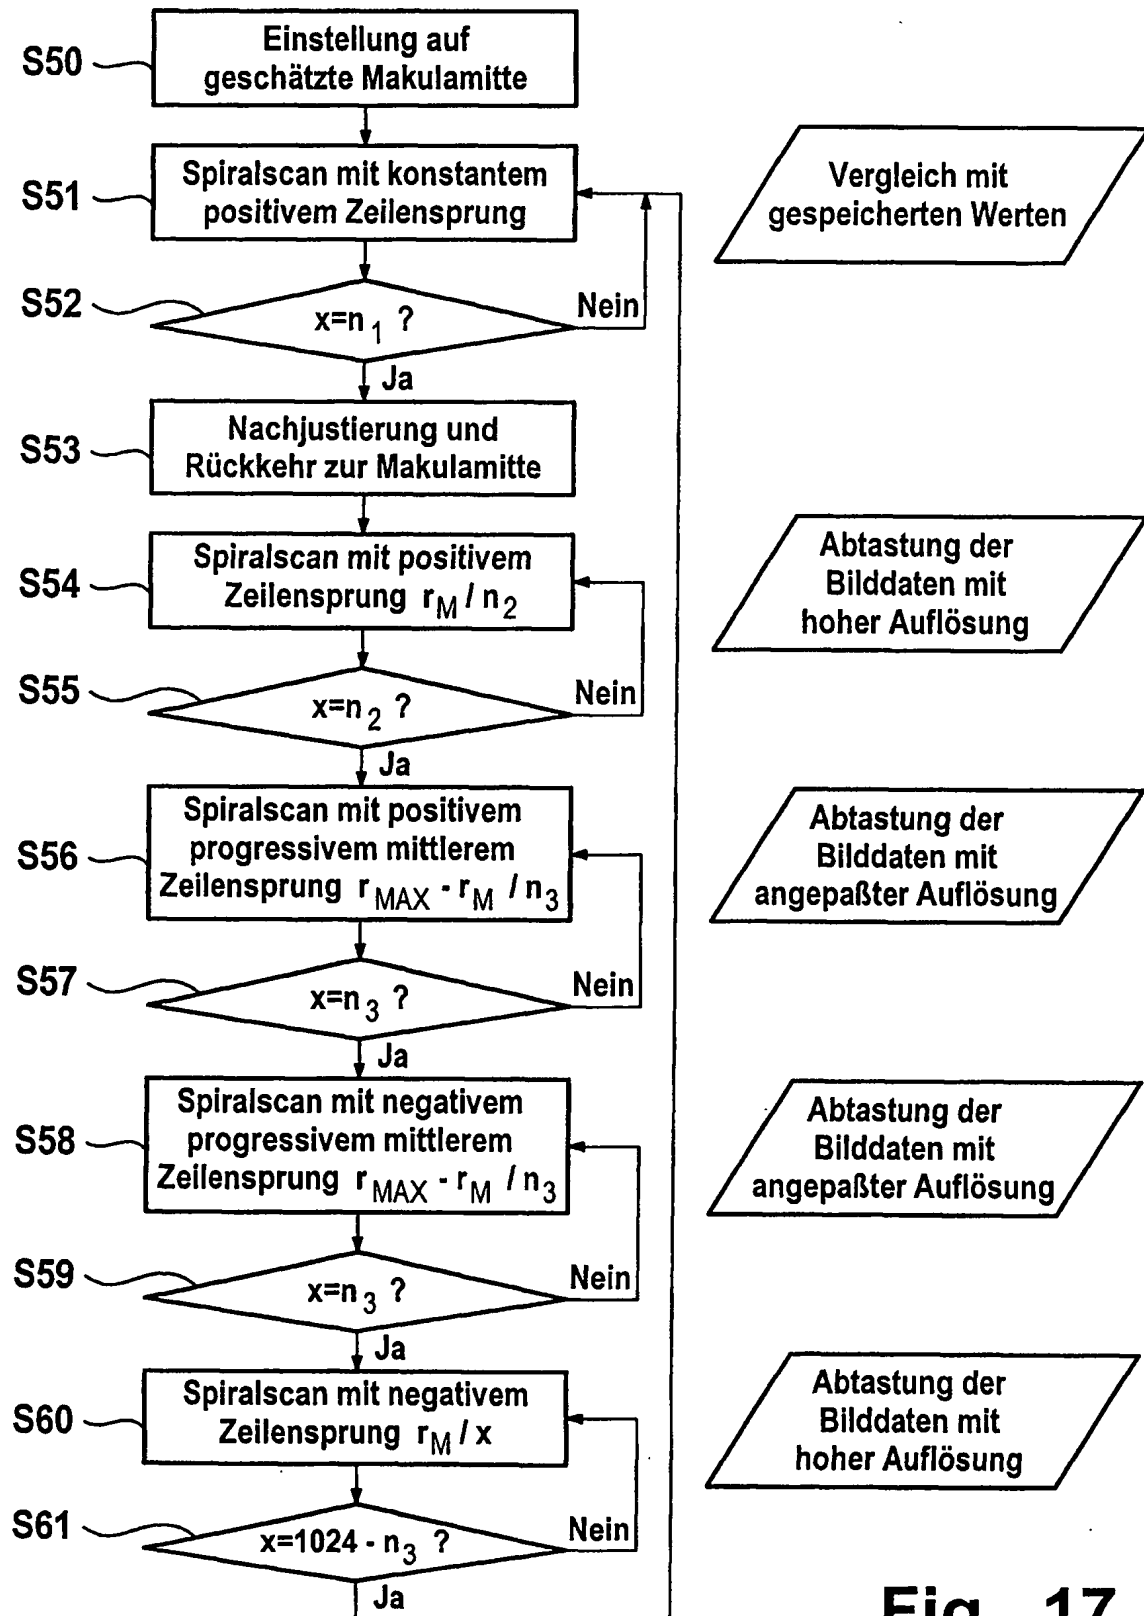 S50
Einstellung auf
geschätzte Makulamitte
S51
Spiralscan mit konstantem
positivem Zeilensprung
Vergleich mit
gespeicherten Werten
S52
x=n1 ?
Nein
Ja
S53
Nachjustierung und
Rückkehr zur Makulamitte
S54
Spiralscan mit positivem
Zeilensprung rM / n2
Abtastung der
Bilddaten mit
hoher Auflösung
S55
x=n2 ?
Nein
Ja
S56
Spiralscan mit positivem
progressivem mittlerem
Zeilensprung rMAX - rM / n3
Abtastung der
Bilddaten mit
angepaßter Auflösung
S57
x=n3 ?
Nein
Ja
S58
Spiralscan mit negativem
progressivem mittlerem
Zeilensprung rMAX - rM / n3
Abtastung der
Bilddaten mit
angepaßter Auflösung
S59
x=n3 ?
Nein
Ja
S60
Spiralscan mit negativem
Zeilensprung rM / x
Abtastung der
Bilddaten mit
hoher Auflösung
S61
x=1024 - n3 ?
Nein
Ja
Fig. 17